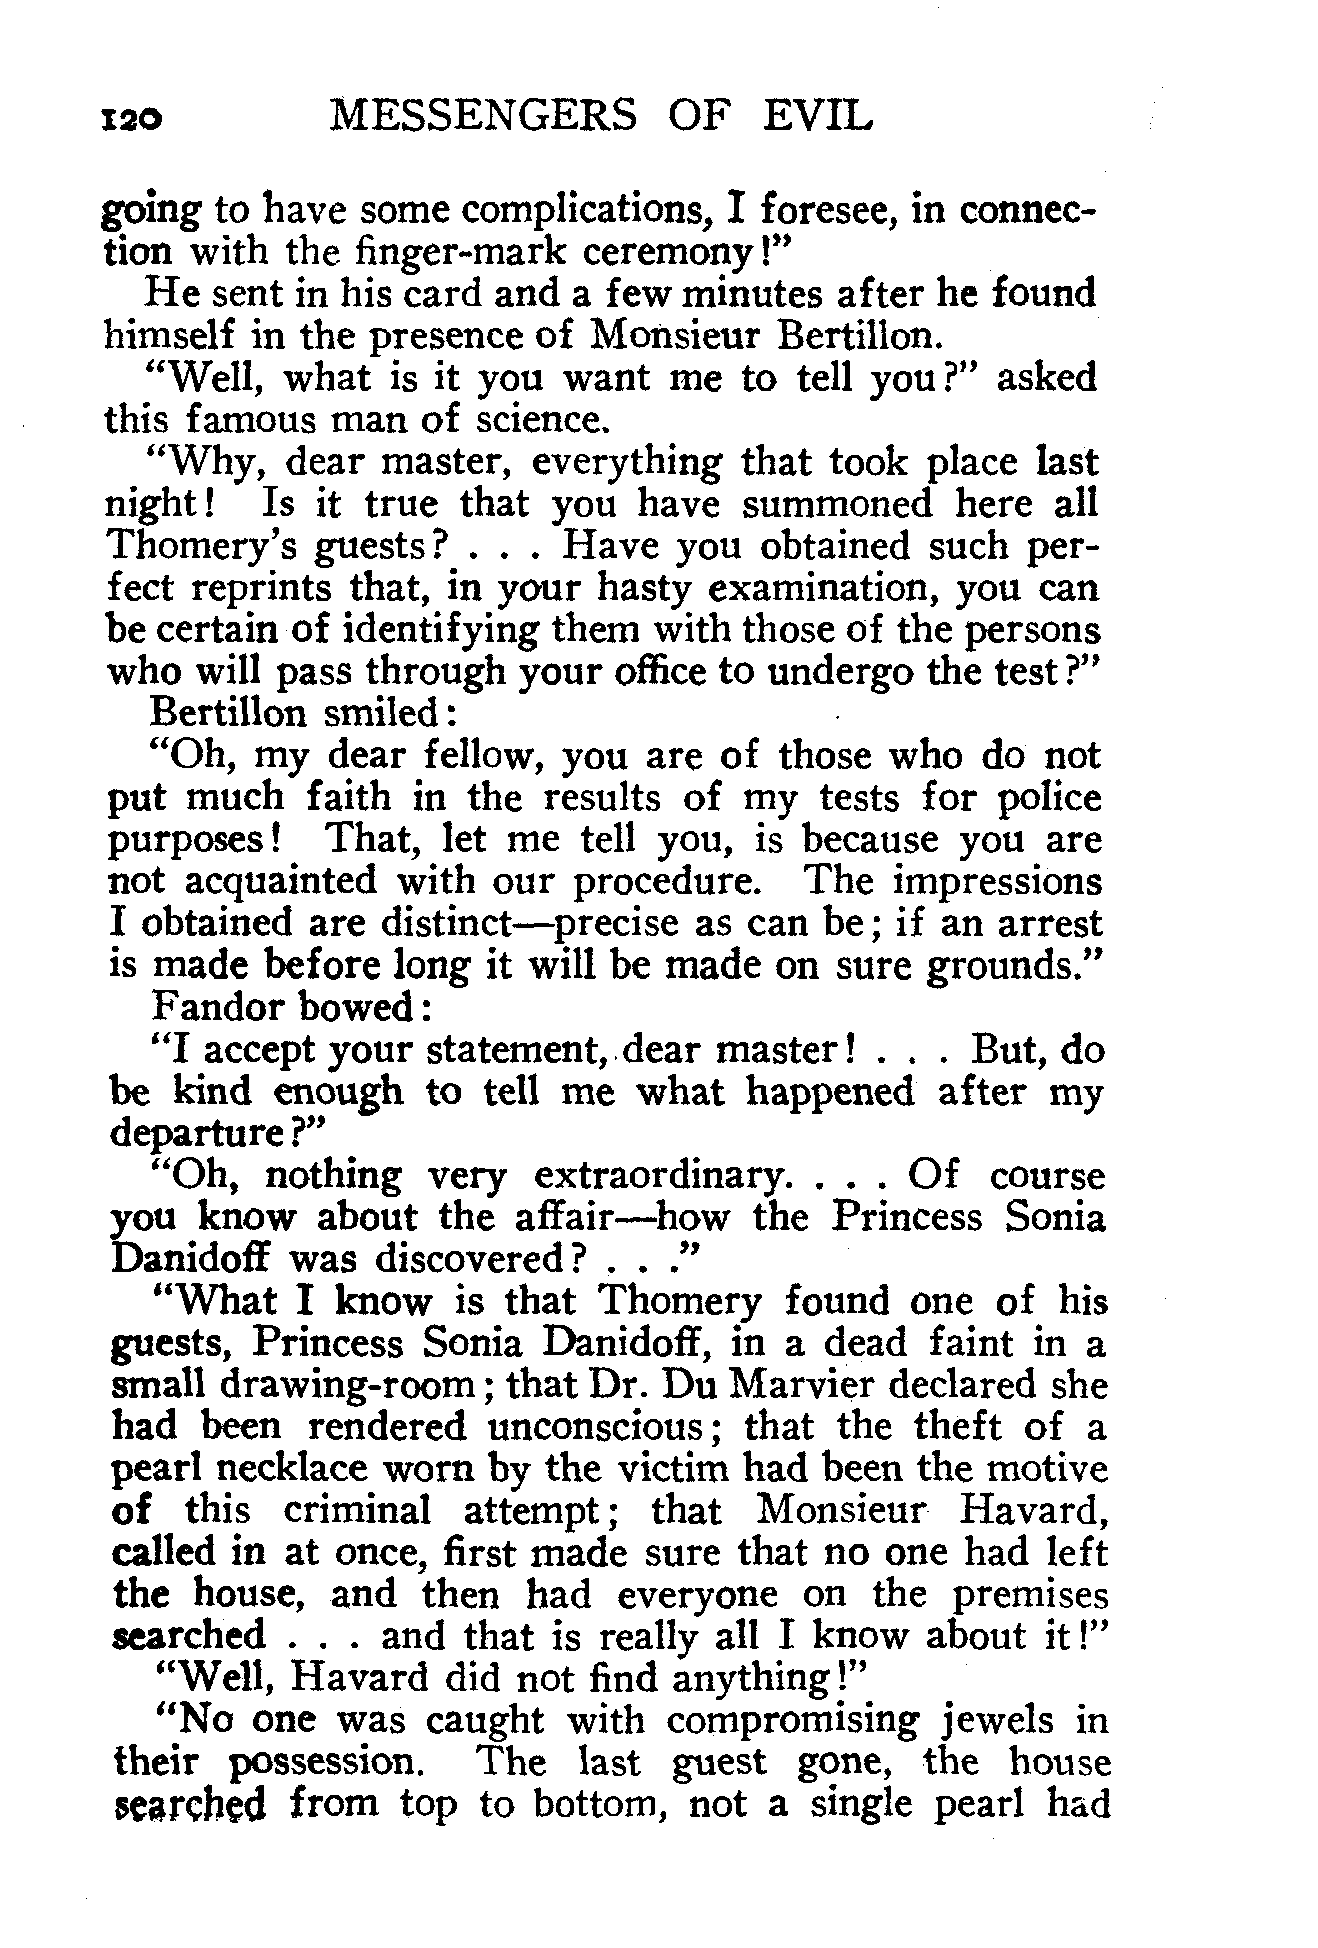 120 MESSENGERS OF EVIL
going to have some complications, I foresee, in connec-
tion with the finger-mark ceremony!”
He sent in his card and a few minutes after he found
himself in the presence of Monsieur Bertillon.
“Well, what is it you want me to tell you?” asked
this famous man of science.
“Why, dear master, everything that took place last
night! Is it true that you have summoned here all
Thomery’s guests? . . . Have you obtained such per-
fect reprints that, in your hasty examination, you can
be certain of identifying them with those of the persons
who will pass through your office to undergo the test?”
Bertillon smiled:
“Oh, my dear fellow, you are of those who do not
put much faith in the results of my tests for police
purposes! That, let me tell you, is because you are
not acquainted with our procedure. The impressions
I obtained are distinct—precise as can be; if an arrest
is made before long it will be made on sure grounds.”
Fandor bowed:
“I accept your statement, dear master! . . . But, do
be kind enough to tell me what happened after my
departure?”
“Oh, nothing very extraordinary. . . . Of course
you know about the affair—how the Princess Sonia
Danidoff was discovered? . . .”
“What I know is that Thomery found one of his
guests, Princess Sonia Danidoff, in a dead faint in a
small drawing-room; that Dr. Du Marvier declared she
had been rendered unconscious; that the theft of a
pearl necklace worn by the victim had been the motive
of this criminal attempt; that Monsieur Havard,
called in at once, first made sure that no one had left
the house, and then had everyone on the premises
searched . . . and that is really all I know about it!”
“Well, Havard did not find anything!”
“No one was caught with compromising jewels in
their possession. The last guest gone, the house
searched from top to bottom, not a single pearl had